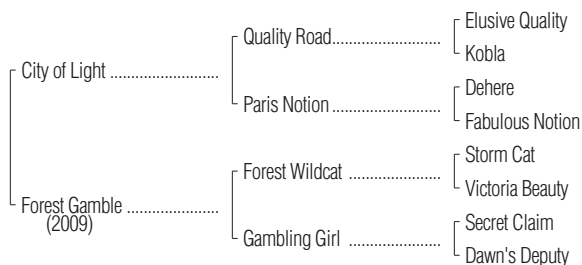 Elusive Quality
Quality Road
Kobla
City of Light
Dehere
Paris Notion
Fabulous Notion
Storm Cat
Forest Wildcat
Victoria Beauty
Forest Gamble
(2009)
Secret Claim
Gambling Girl
Dawn's Deputy